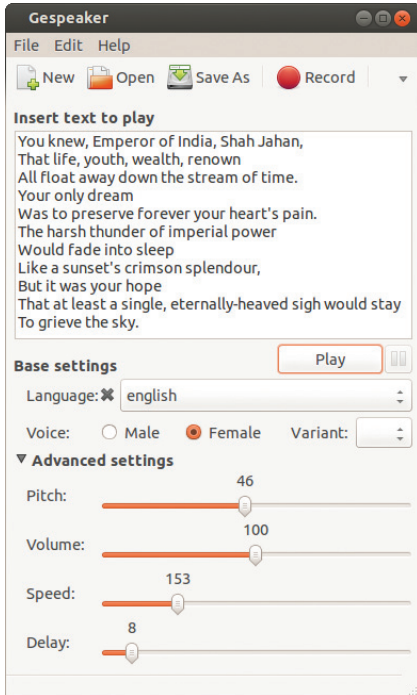 Gespeaker
File Edit Help
New Open Save As Record
Insert text to play
You knew, Emperor of India, Shah Jahan,
That life, youth, wealth, renown
All float away down the stream of time.
Your only dream
Was to preserve forever your heart's pain.
The harsh thunder of imperial power
Would fade into sleep
Like a sunset's crimson splendour,
But it was your hope
That at least a single, eternally-heaved sigh would stay
To grieve the sky.
Play
Base settings
Language: english
Voice: Male Female Variant:
Advanced settings
46
Pitch:
100
Volume:
153
Speed:
8
Delay: